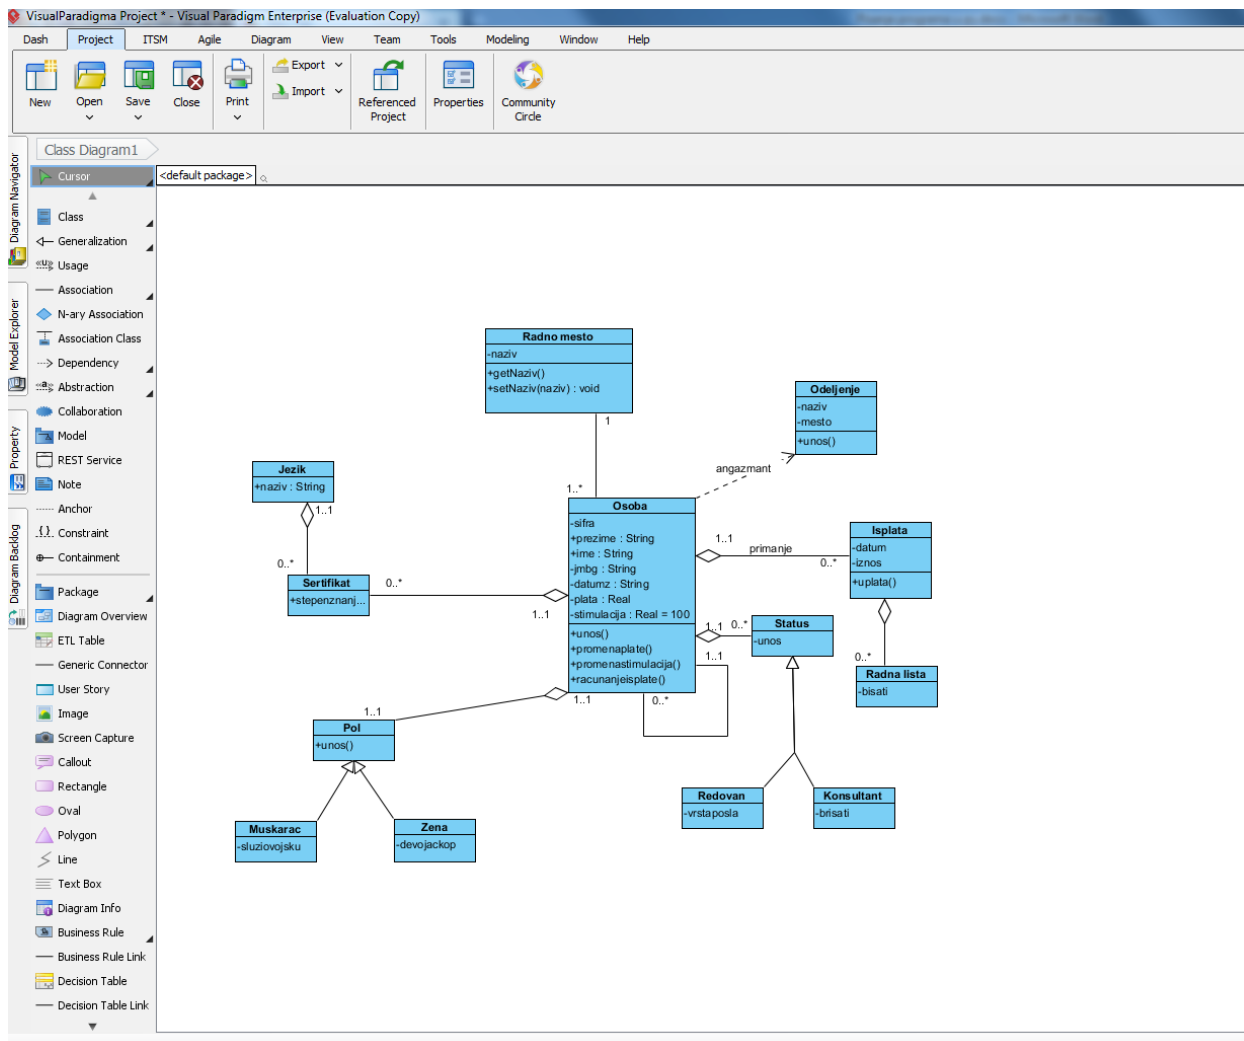 VisualParadigma Project * - Visual Paradigm Enterprise (Evaluation Copy)
Dash Project ITSM Agile Diagram View Team Tools Modeling Window Help
New Open Save Close Print Export Import Referenced Project Properties Community Circle
Class Diagram1
Diagram Navigator
Model Explorer
Property
Diagram Backlog
Cursor
Class
Generalization
«U» Usage
Association
N-ary Association
Association Class
Dependency
«a» Abstraction
Collaboration
Model
REST Service
Note
Anchor
{.} Constraint
Containment
Package
Diagram Overview
ETL Table
Generic Connector
User Story
Image
Screen Capture
Callout
Rectangle
Oval
Polygon
Line
Text Box
Diagram Info
Business Rule
Business Rule Link
Decision Table
Decision Table Link
<default package>
Radno mesto
-naziv
+getNaziv()
+setNaziv(naziv) : void
1
1..*
Odeljenje
-naziv
-mesto
+unos()
angazmant
Jezik
+naziv : String
1..1
0..*
Sertifikat
+stepenznanj...
0..*
1..1
Osoba
-sifra
+prezime : String
+ime : String
-jmbg : String
-datumz : String
-plata : Real
-stimulacija : Real = 100
+unos()
+promenaplate()
+promenastimulacija()
+racunanjeisplate()
1..1
primanje
0..*
Isplata
-datum
-iznos
+uplata()
0..*
Radna lista
-bisati
1..1
0..*
Status
-unos
1..1
0..*
1..1
1..1
Pol
+unos()
Muskarac
-sluziovojsku
Zena
-devojackop
Redovan
-vrstaposla
Konsultant
-brisati